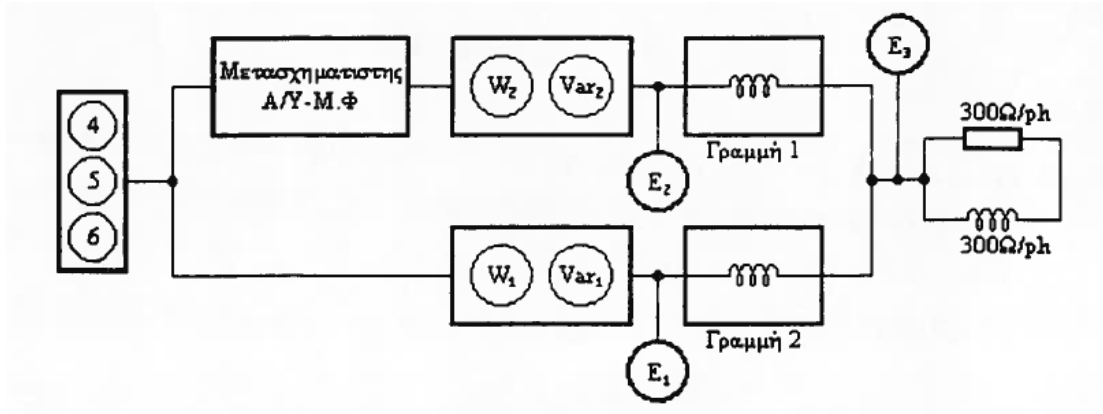 4
5
6
Μετασχηματιστης
Α/Υ-Μ.Φ
W₂
Var₂
E₂
Γραμμή 1
E₃
300Ω/ph
300Ω/ph
W₁
Var₁
E₁
Γραμμή 2